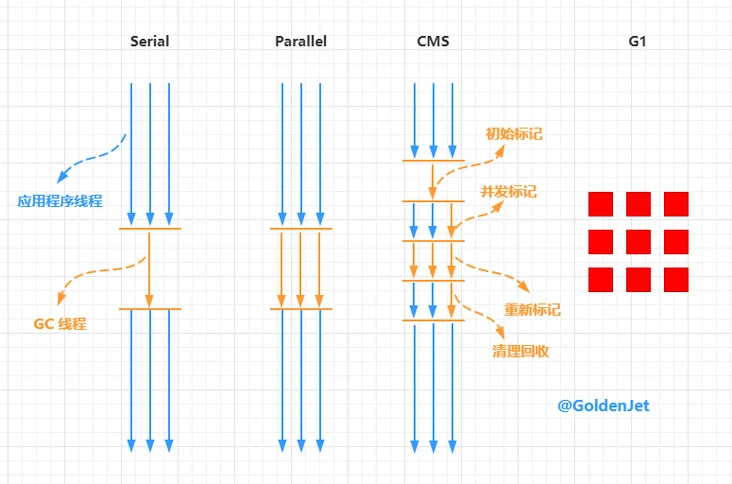 Serial
Parallel
CMS
G1
初始标记
并发标记
应用程序线程
重新标记
GC 线程
清理回收
@GoldenJet